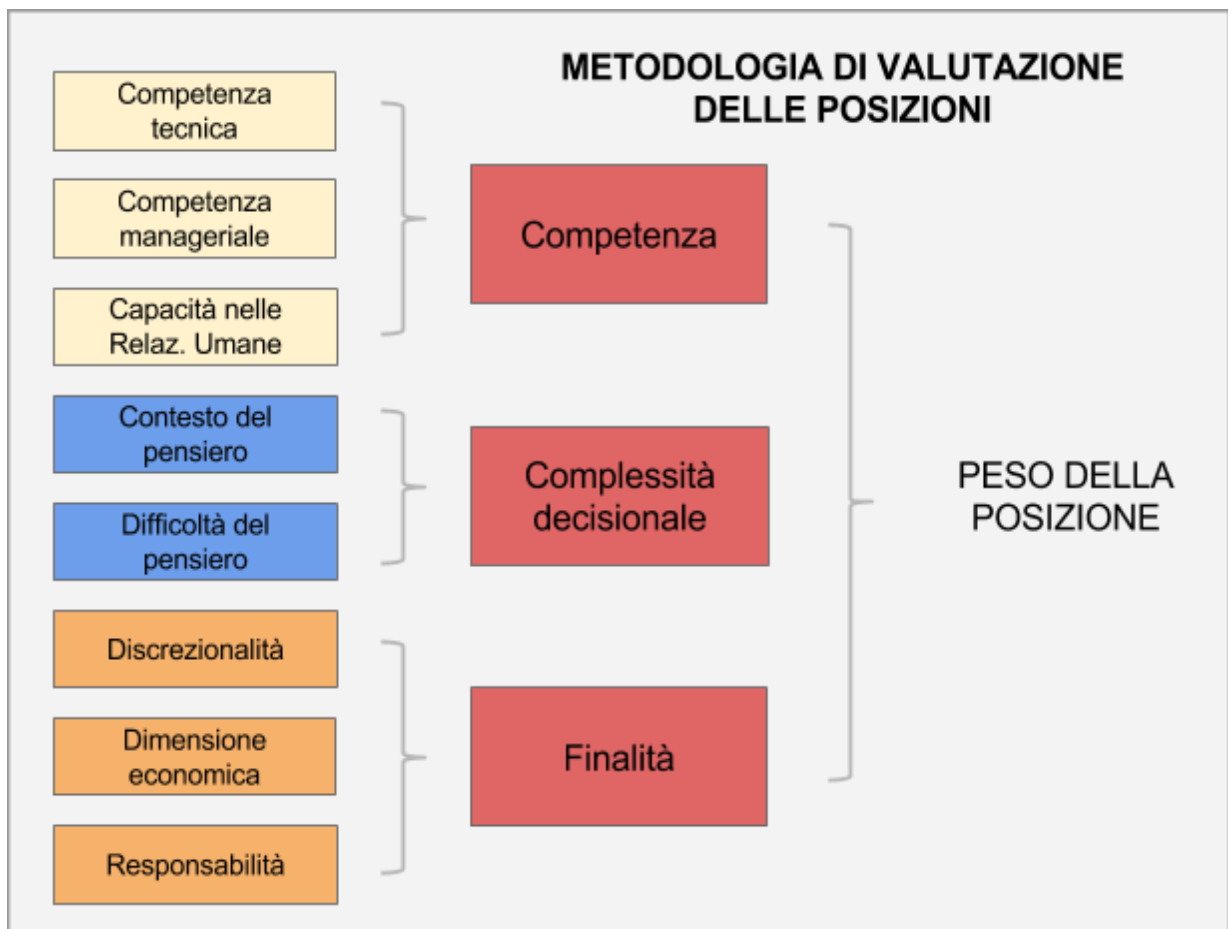 METODOLOGIA DI VALUTAZIONE
DELLE POSIZIONI
Competenza
tecnica
Competenza
manageriale
Capacità nelle
Relaz. Umane
Contesto del
pensiero
Difficoltà del
pensiero
Discrezionalità
Dimensione
economica
Responsabilità
Competenza
Complessità
decisionale
Finalità
PESO DELLA
POSIZIONE